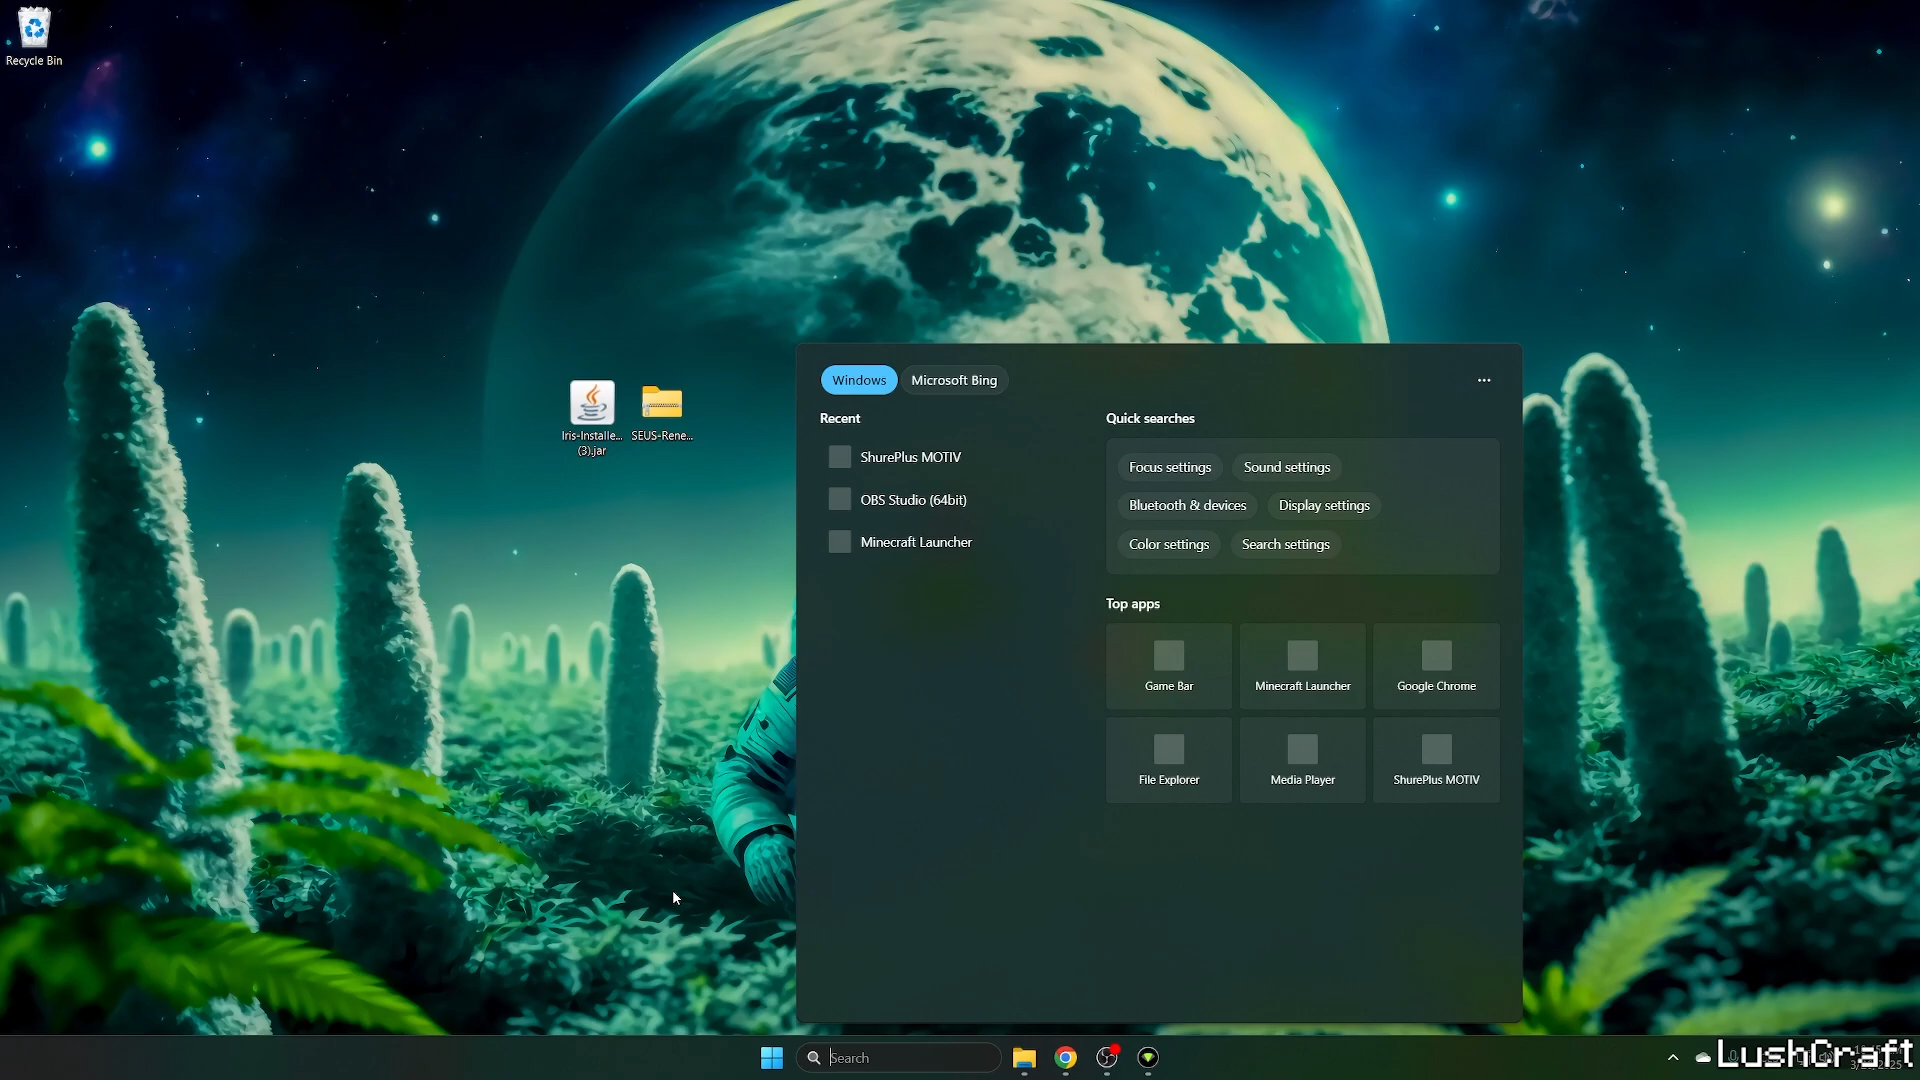 Recycle Bin
Iris-Installe...
(3).jar
SEUS-Rene...
Windows
Microsoft Bing
Recent
ShurePlus MOTIV
OBS Studio (64bit)
Minecraft Launcher
Quick searches
Focus settings
Sound settings
Bluetooth & devices
Display settings
Color settings
Search settings
Top apps
Game Bar
Minecraft Launcher
Google Chrome
File Explorer
Media Player
ShurePlus MOTIV
Search
LushCraft